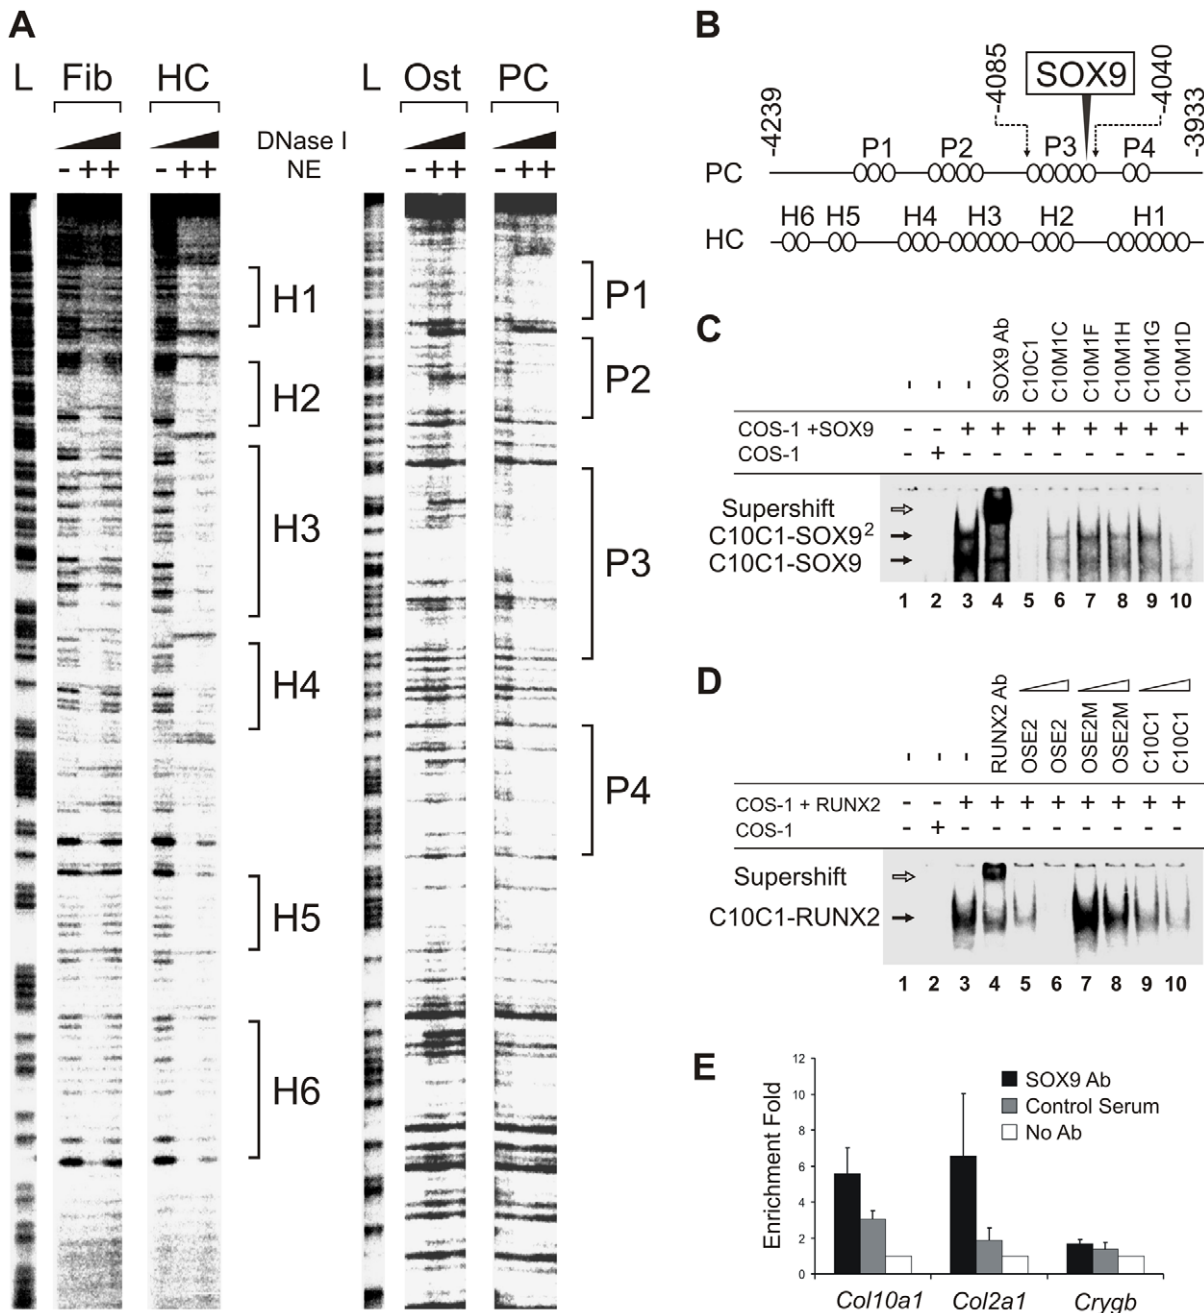 A
L Fib HC L Ost PC
DNase I
- + + - + + NE - + + - + +
H1
H2
H3
H4
H5
H6
P1
P2
P3
P4
B
-4239 -4085 SOX9 -4040 -3933
P1 P2 P3 P4
PC
H6 H5 H4 H3 H2 H1
HC
C
- - - SOX9 Ab C10C1 C10M1C C10M1F C10M1H C10M1G C10M1D
COS-1 +SOX9 - - + + + + + + + +
COS-1 - + - - - - - - - -
Supershift
C10C1-SOX9²
C10C1-SOX9
1 2 3 4 5 6 7 8 9 10
D
- - - RUNX2 Ab OSE2 OSE2 OSE2M OSE2M C10C1 C10C1
COS-1 + RUNX2 - - + + + + + + + +
COS-1 - + - - - - - - - -
Supershift
C10C1-RUNX2
1 2 3 4 5 6 7 8 9 10
E
Enrichment Fold
12
10
8
6
4
2
0
SOX9 Ab
Control Serum
No Ab
Col10a1 Col2a1 Crygb